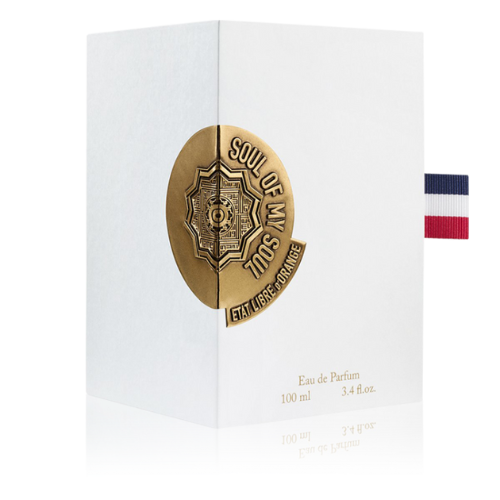 SOUL OF MY SOUL
ETAT LIBRE D'ORANGE
Eau de Parfum
100 ml 3.4 fl.oz.